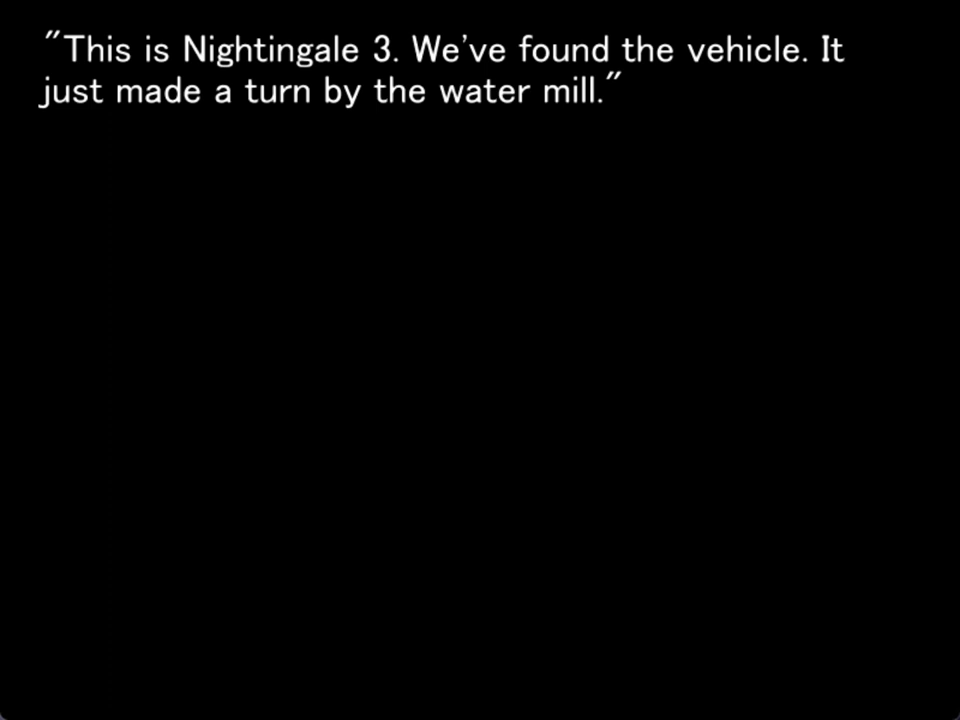 "This is Nightingale 3. We've found the vehicle. It
just made a turn by the water mill."